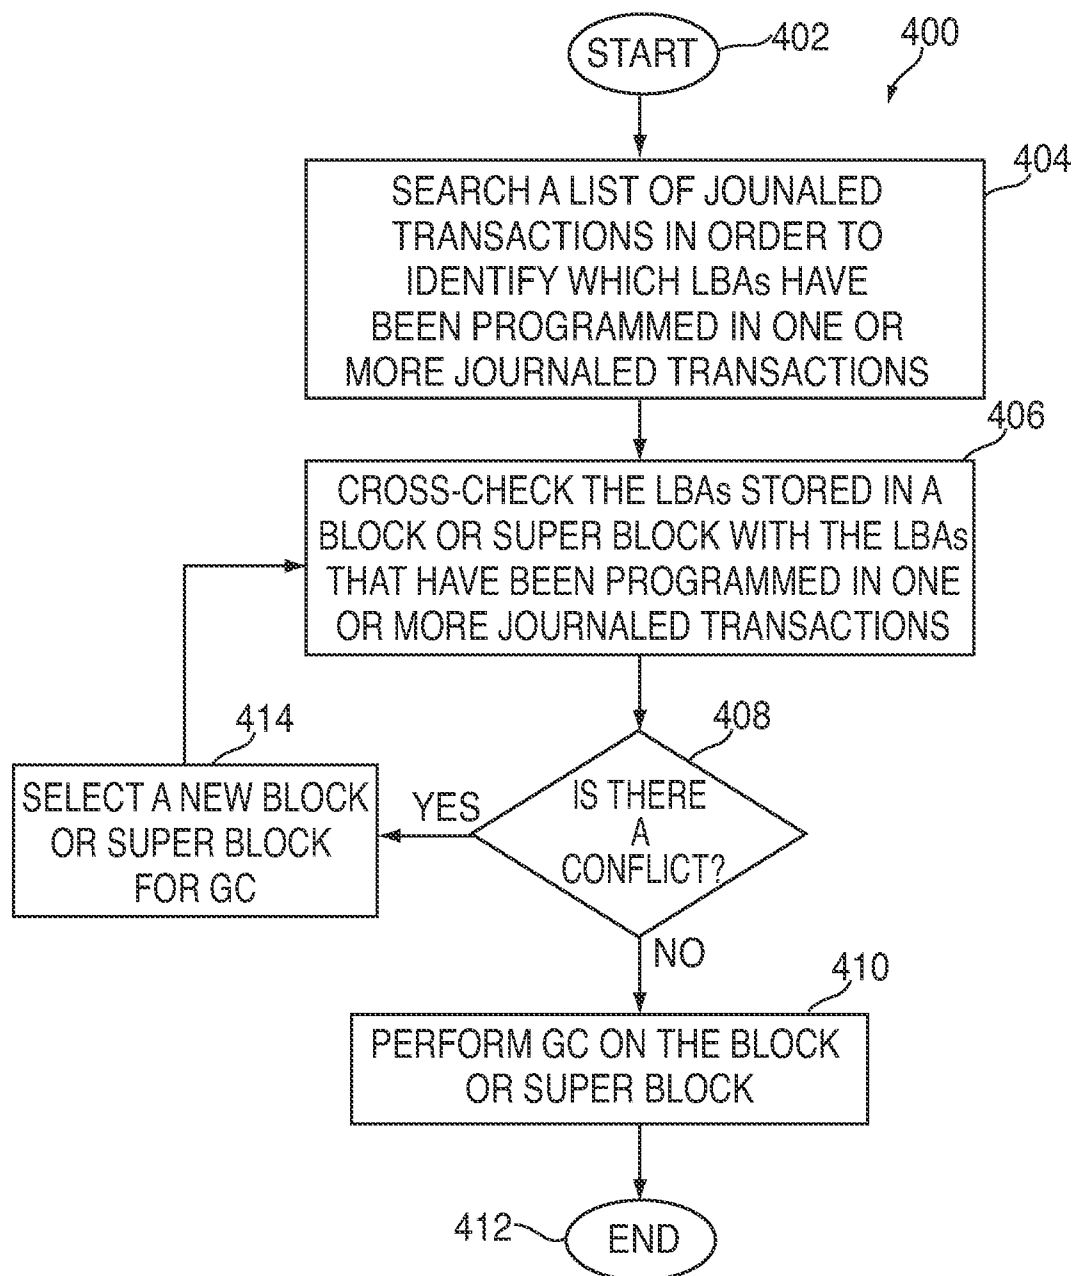 START
402
400
404
SEARCH A LIST OF JOUNALED
TRANSACTIONS IN ORDER TO
IDENTIFY WHICH LBAs HAVE
BEEN PROGRAMMED IN ONE OR
MORE JOURNALED TRANSACTIONS
406
CROSS-CHECK THE LBAs STORED IN A
BLOCK OR SUPER BLOCK WITH THE LBAs
THAT HAVE BEEN PROGRAMMED IN ONE
OR MORE JOURNALED TRANSACTIONS
408
IS THERE
A
CONFLICT?
YES
414
SELECT A NEW BLOCK
OR SUPER BLOCK
FOR GC
NO
410
PERFORM GC ON THE BLOCK
OR SUPER BLOCK
412
END